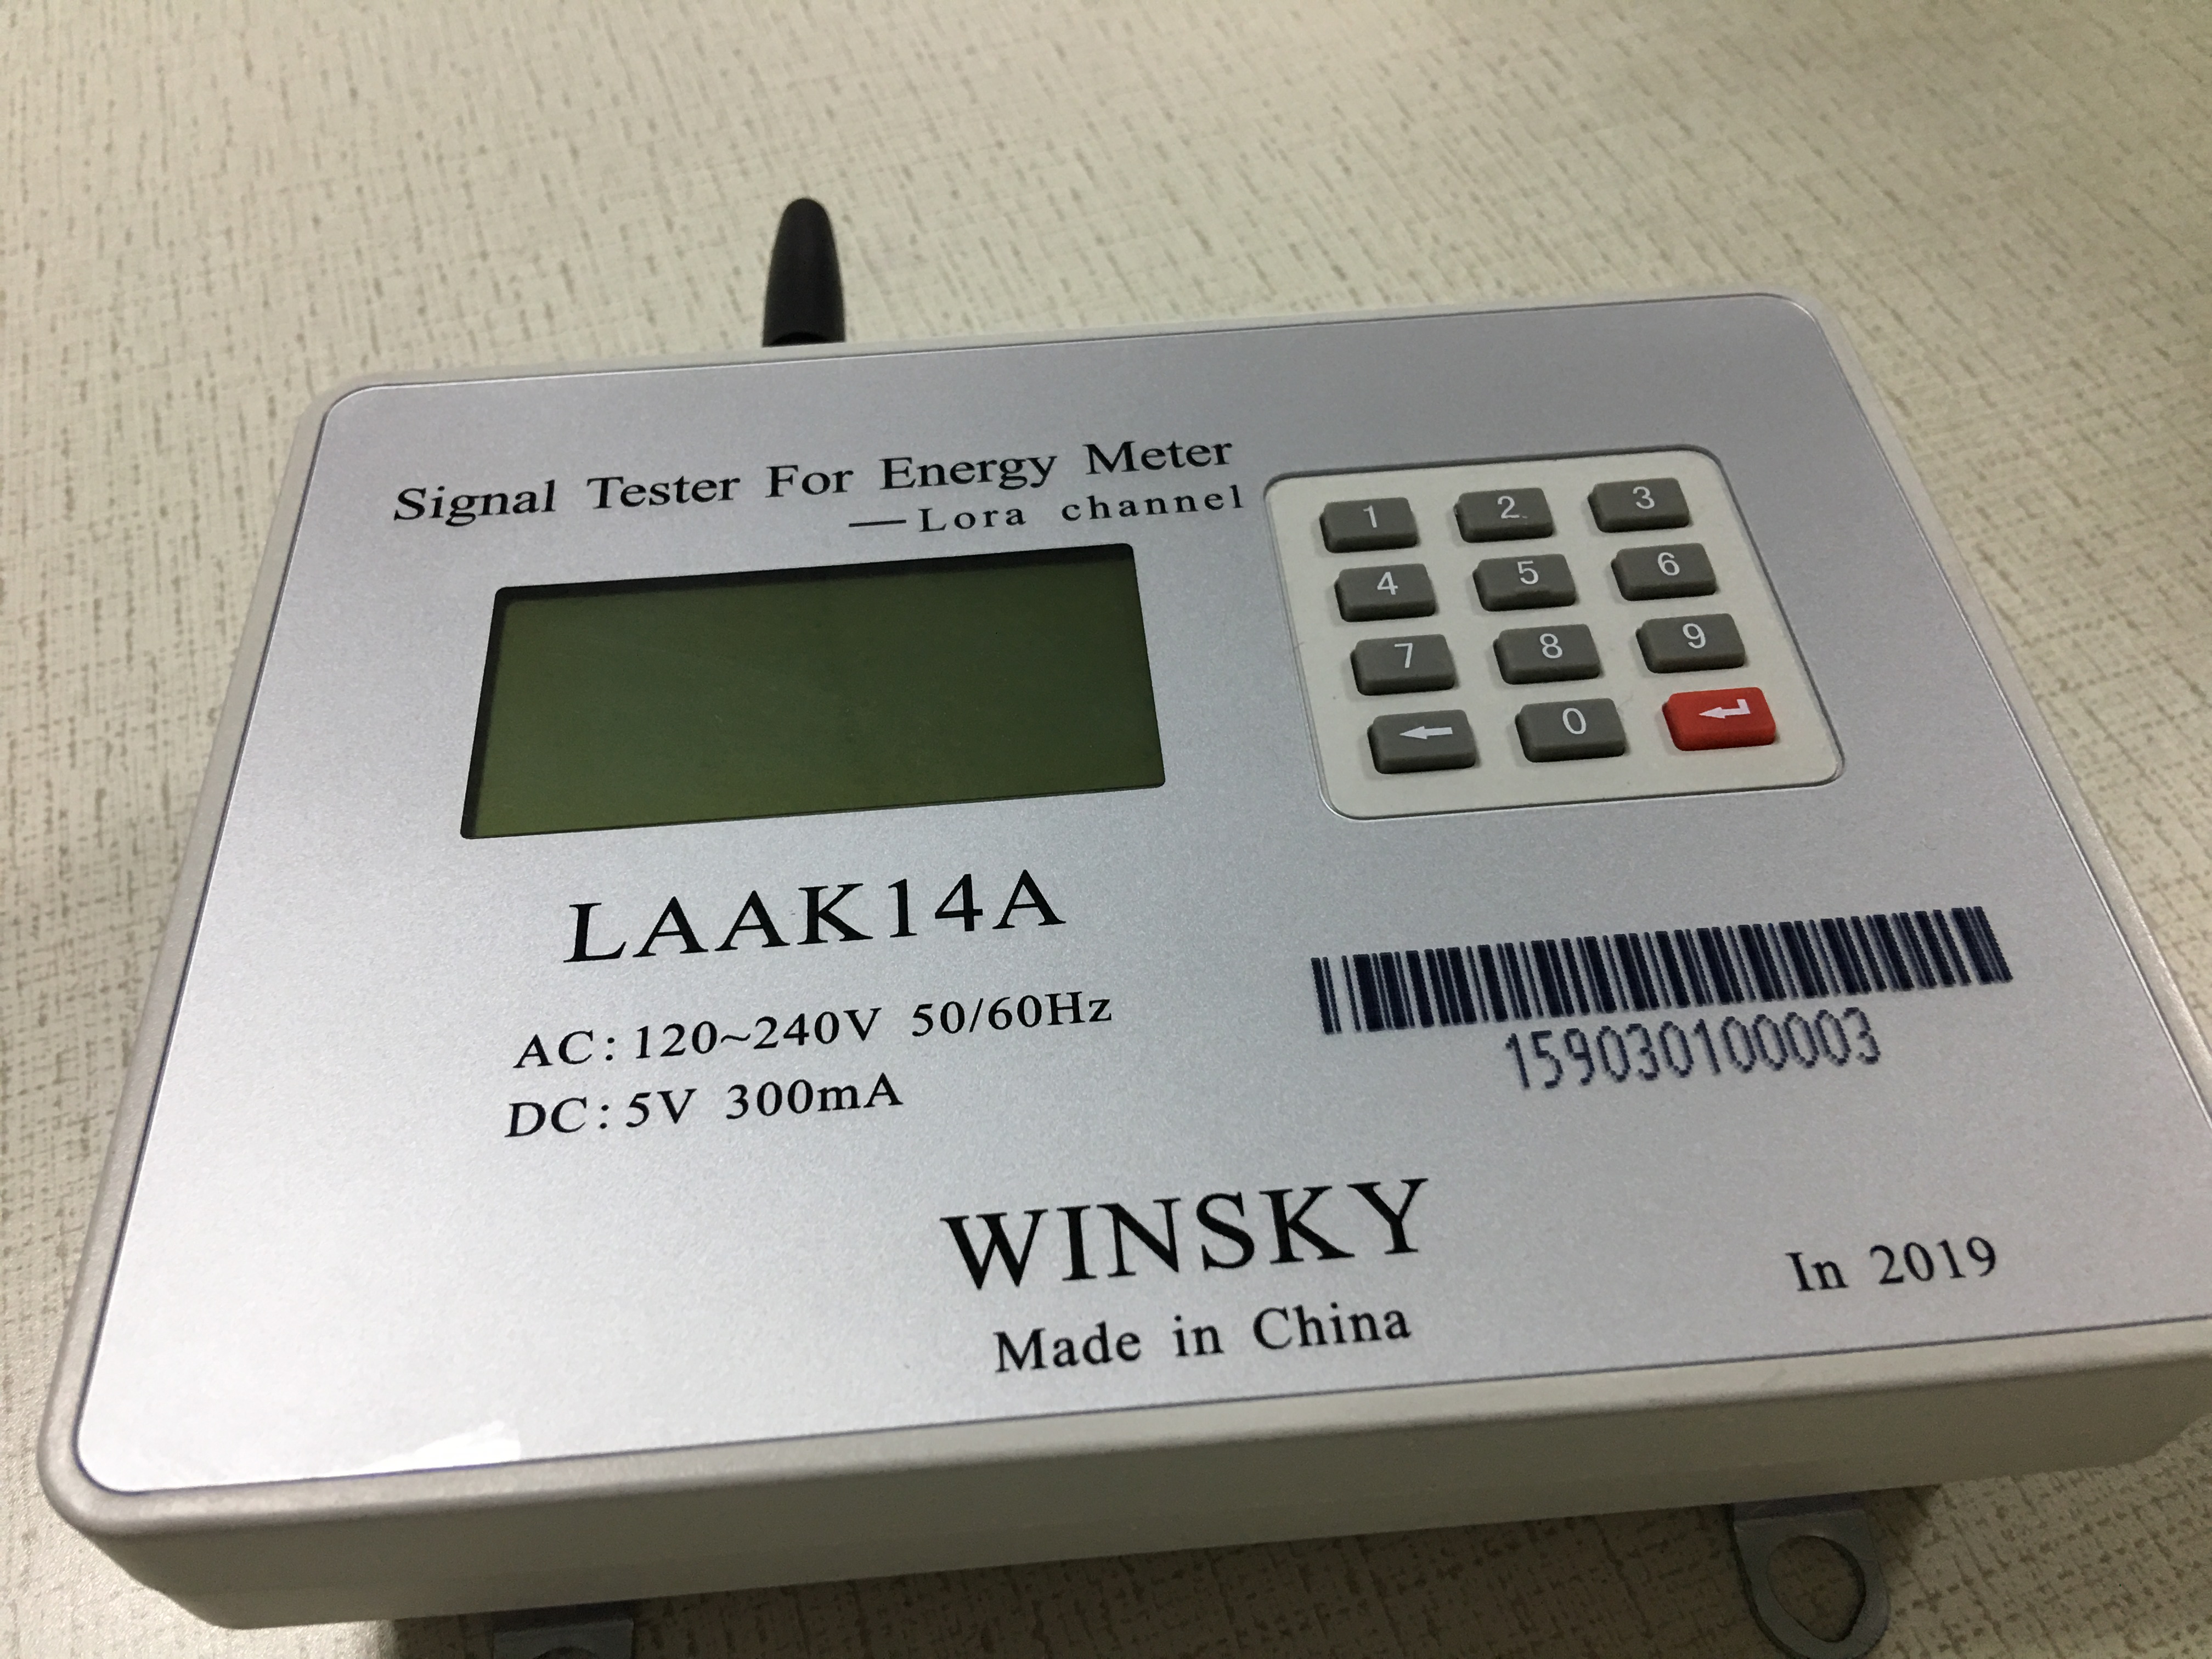 Signal Tester For Energy Meter
—Lora channel
1 2 3
4 5 6
7 8 9
← 0 ↵
LAAK14A
AC: 120~240V 50/60Hz
DC: 5V 300mA
159030100003
WINSKY
Made in China
In 2019